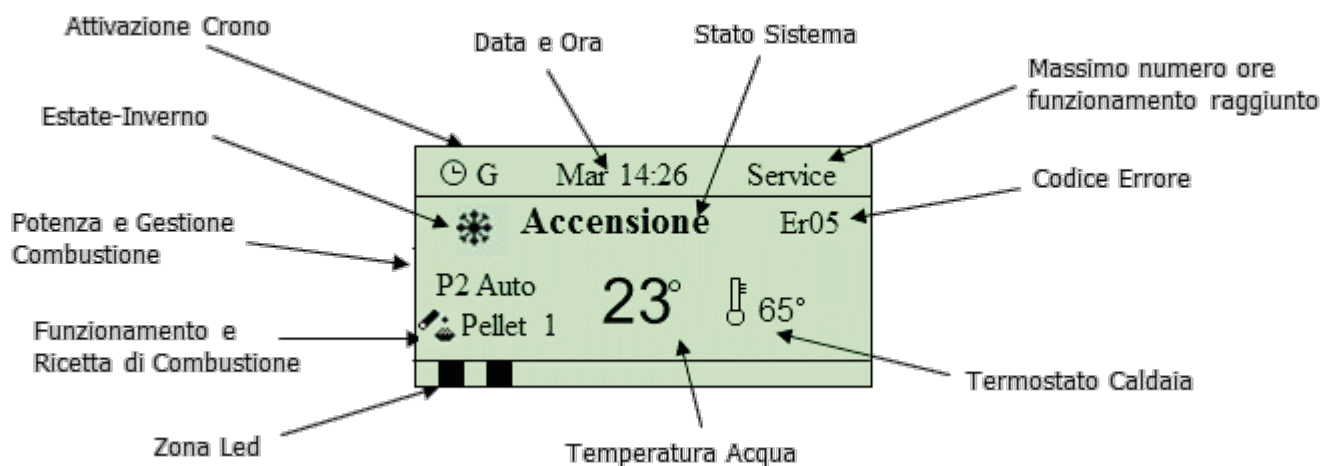 Attivazione Crono
Data e Ora
Stato Sistema
Massimo numero ore
funzionamento raggiunto
Estate-Inverno
Codice Errore
Potenza e Gestione
Combustione
Funzionamento e
Ricetta di Combustione
Zona Led
Temperatura Acqua
Termostato Caldaia
G Mar 14:26 Service
Accensione Er05
P2 Auto 23° 65°
Pellet 1